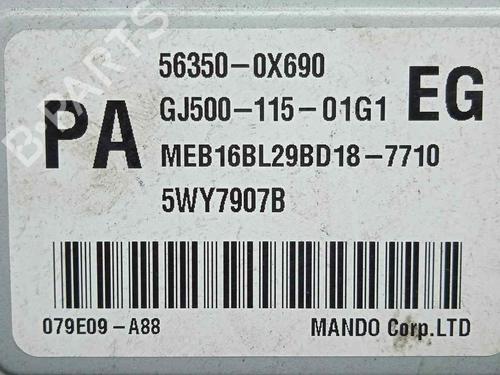 B-PARTS
56350-0X690
PA
GJ500-115-01G1
EG
MEB16BL29BD18-7710
5WY7907B
079E09-A88
MANDO Corp.LTD